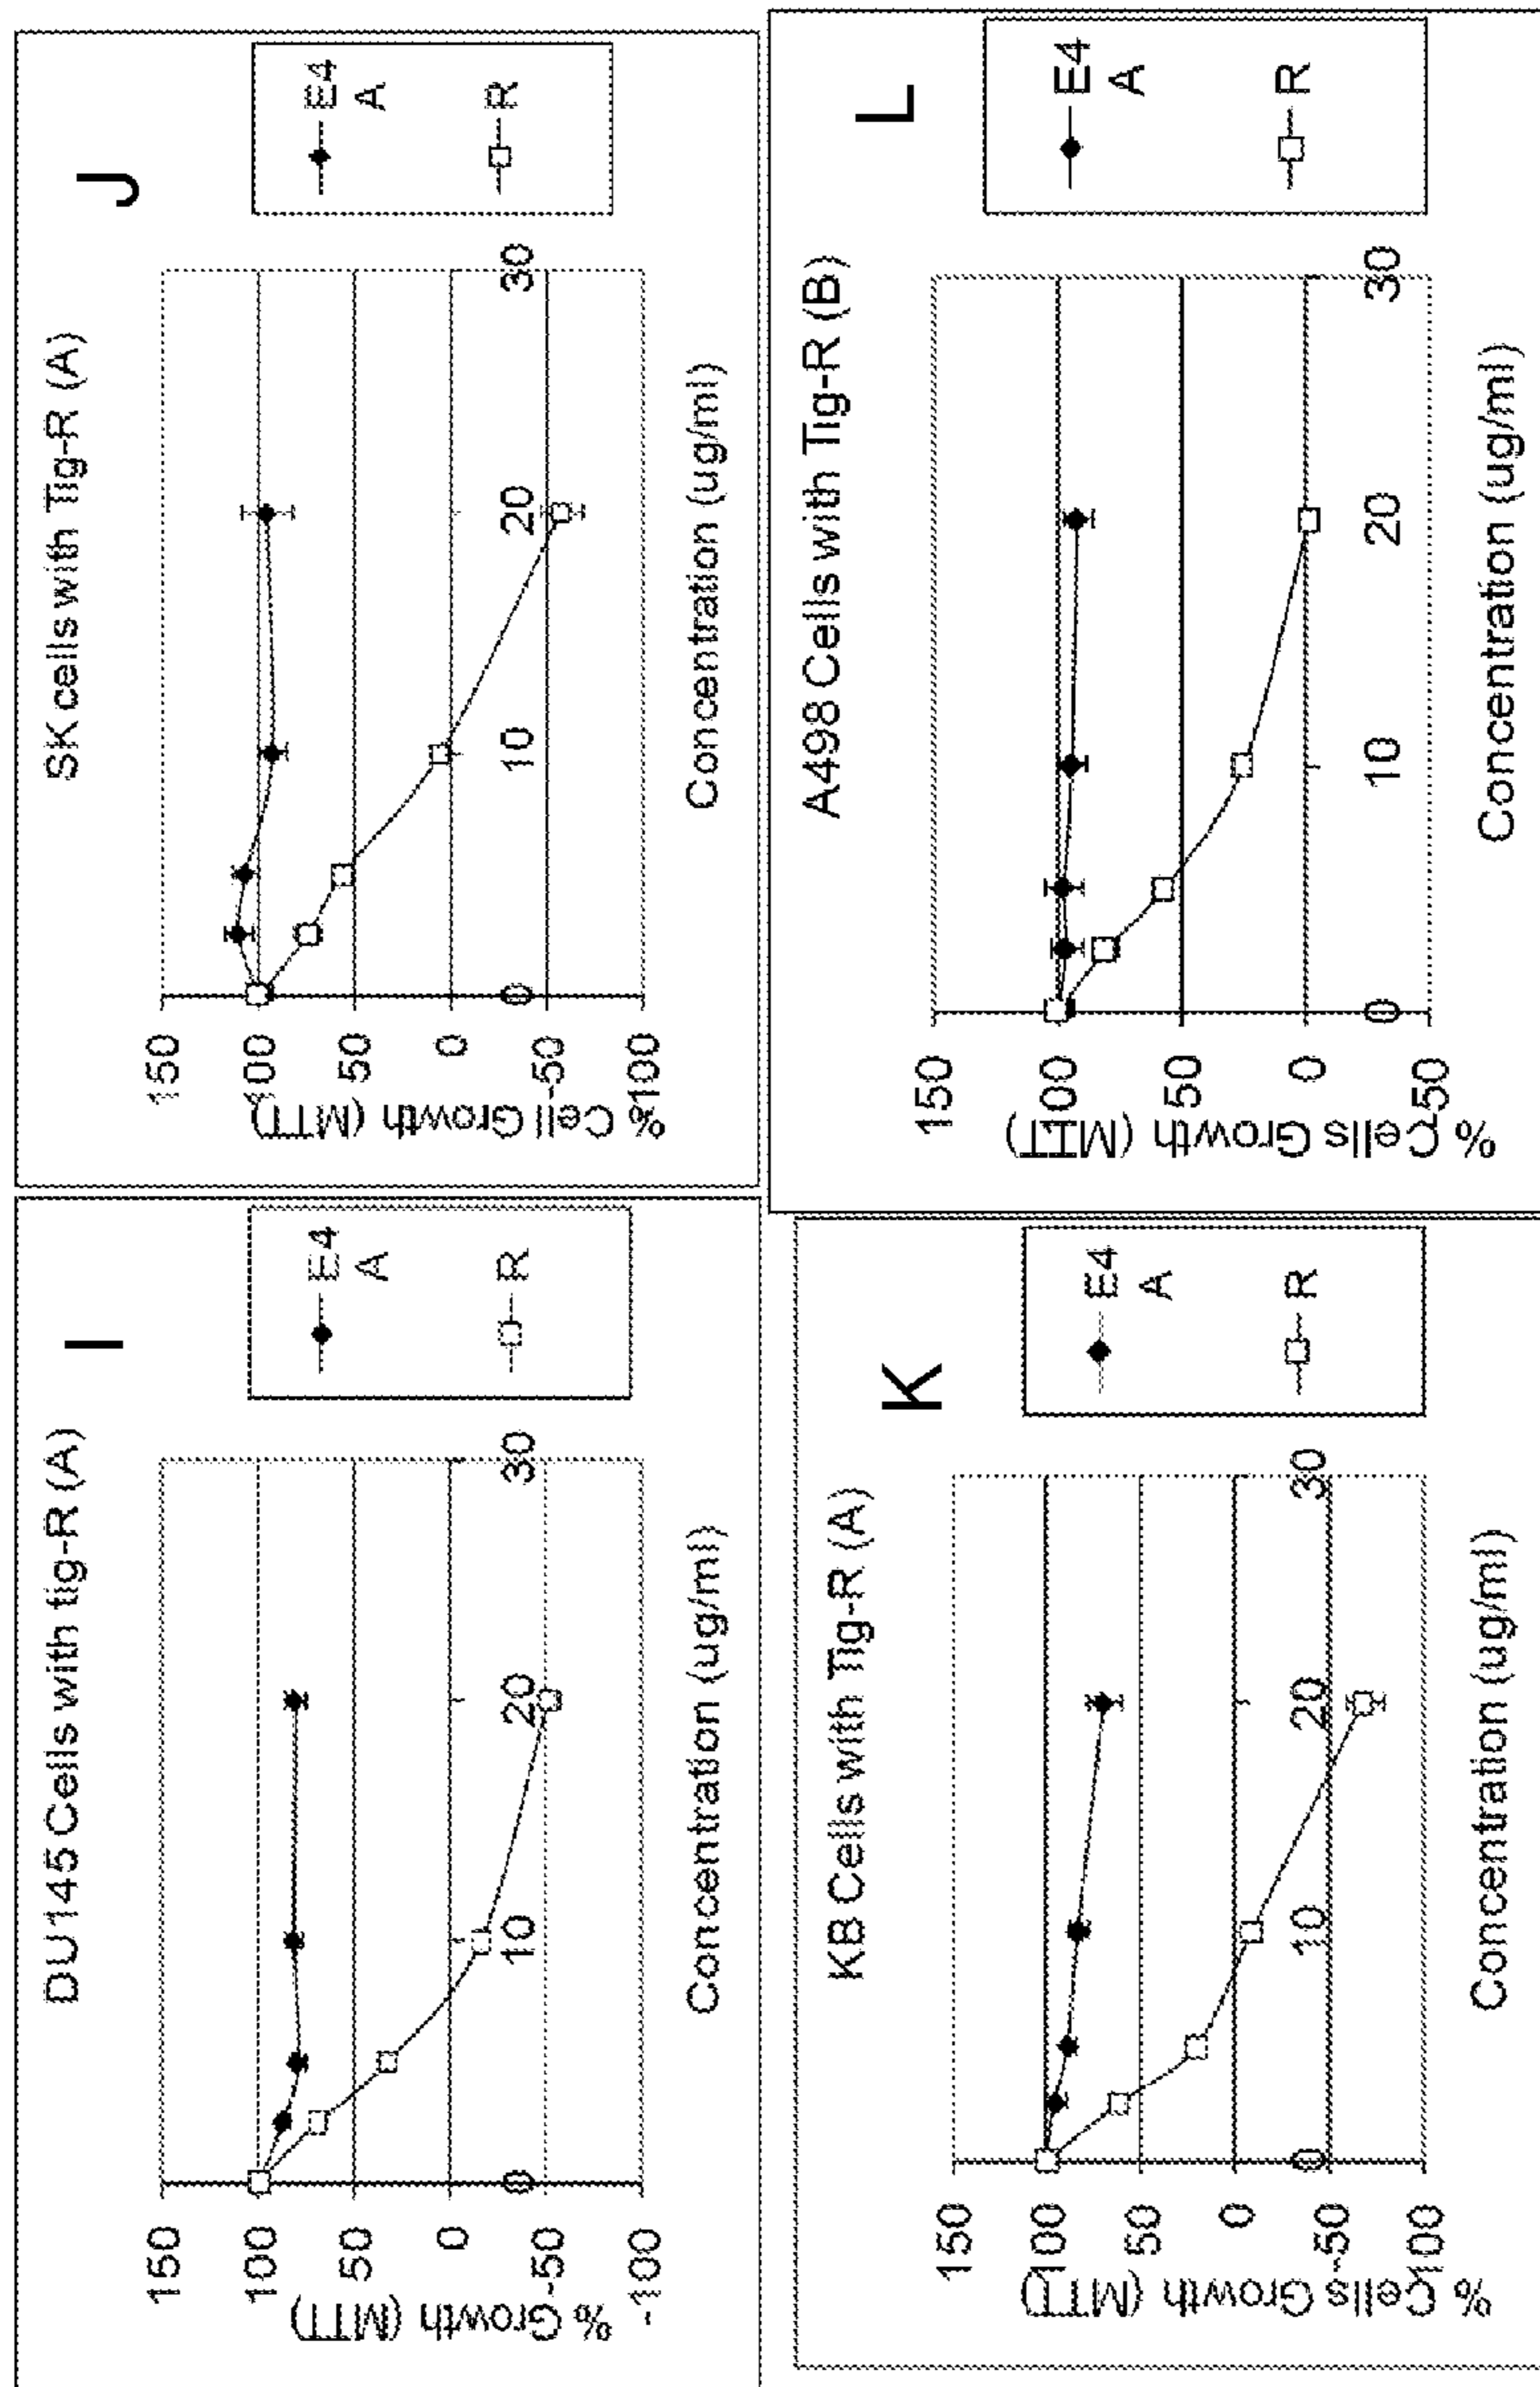 DU145 Cells with tig-R (A)
I
150
100
50
0
-50
-100
% Growth (MTT)
0
10
20
30
Concentration (ug/ml)
E4
A
R
SK cells with Tig-R (A)
J
150
100
50
0
-50
-100
% Cell Growth (MTT)
0
10
20
30
Concentration (ug/ml)
E4
A
R
KB Cells with Tig-R (A)
K
150
100
50
0
-50
-100
% Cells Growth (MTT)
0
10
20
30
Concentration (ug/ml)
E4
A
R
A498 Cells with Tig-R (B)
L
150
100
50
0
-50
% Cells Growth (MTT)
0
10
20
30
Concentration (ug/ml)
E4
A
R